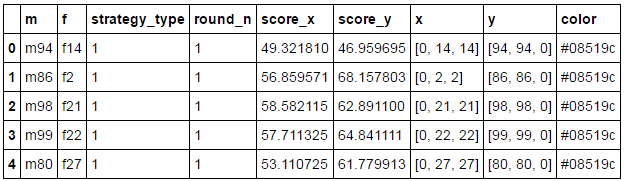 m f strategy_type round_n score_x score_y x y color
0 m94 f14 1 1 49.321810 46.959695 [0, 14, 14] [94, 94, 0] #08519c
1 m86 f2 1 1 56.859571 68.157803 [0, 2, 2] [86, 86, 0] #08519c
2 m98 f21 1 1 58.582115 62.891100 [0, 21, 21] [98, 98, 0] #08519c
3 m99 f22 1 1 57.711325 64.841111 [0, 22, 22] [99, 99, 0] #08519c
4 m80 f27 1 1 53.110725 61.779913 [0, 27, 27] [80, 80, 0] #08519c